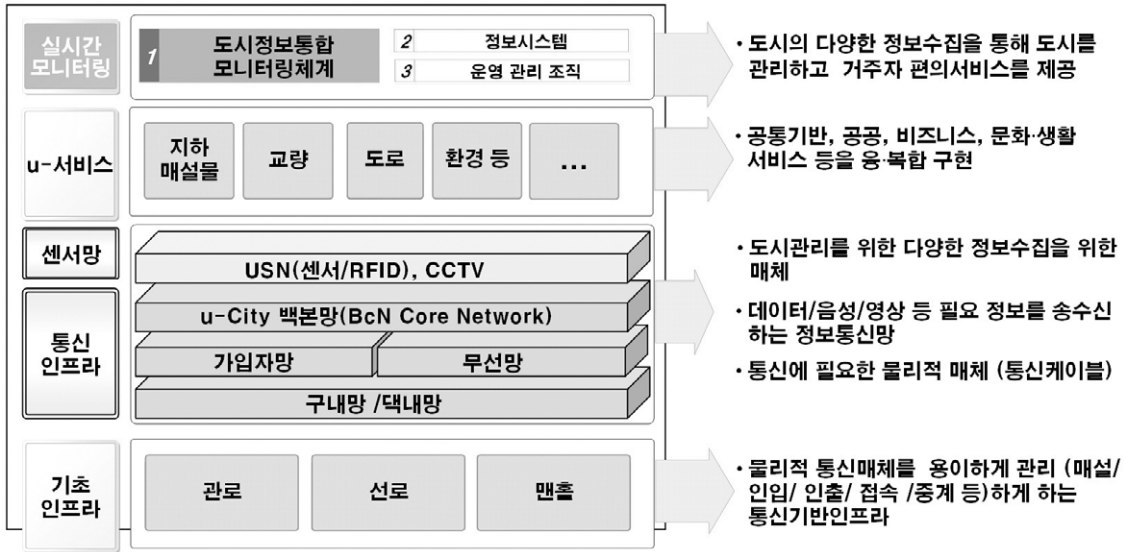 실시간
모니터링
1
도시정보통합
모니터링체계
2 정보시스템
3 운영 관리 조직
• 도시의 다양한 정보수집을 통해 도시를
관리하고 거주자 편의서비스를 제공
u-서비스
지하
매설물
교량
도로
환경 등
...
• 공통기반, 공공, 비즈니스, 문화·생활
서비스 등을 융·복합 구현
센서망
USN(센서/RFID), CCTV
• 도시관리를 위한 다양한 정보수집을 위한
매체
통신
인프라
u-City 백본망(BcN Core Network)
가입자망
무선망
구내망 /댁내망
• 데이터/음성/영상 등 필요 정보를 송수신
하는 정보통신망
• 통신에 필요한 물리적 매체 (통신케이블)
기초
인프라
관로
선로
맨홀
• 물리적 통신매체를 용이하게 관리 (매설/
인입/ 인출/ 접속 /중계 등)하게 하는
통신기반인프라